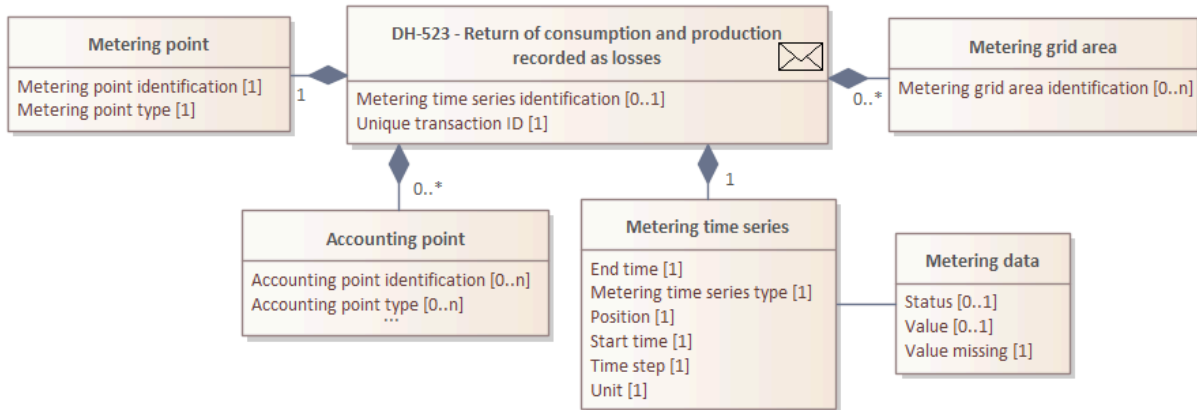 Metering point
Metering point identification [1]
Metering point type [1]
1
DH-523 - Return of consumption and production
recorded as losses
Metering time series identification [0..1]
Unique transaction ID [1]
0..*
Metering grid area
Metering grid area identification [0..n]
0..*
Accounting point
Accounting point identification [0..n]
Accounting point type [0..n]
...
1
Metering time series
End time [1]
Metering time series type [1]
Position [1]
Start time [1]
Time step [1]
Unit [1]
Metering data
Status [0..1]
Value [0..1]
Value missing [1]